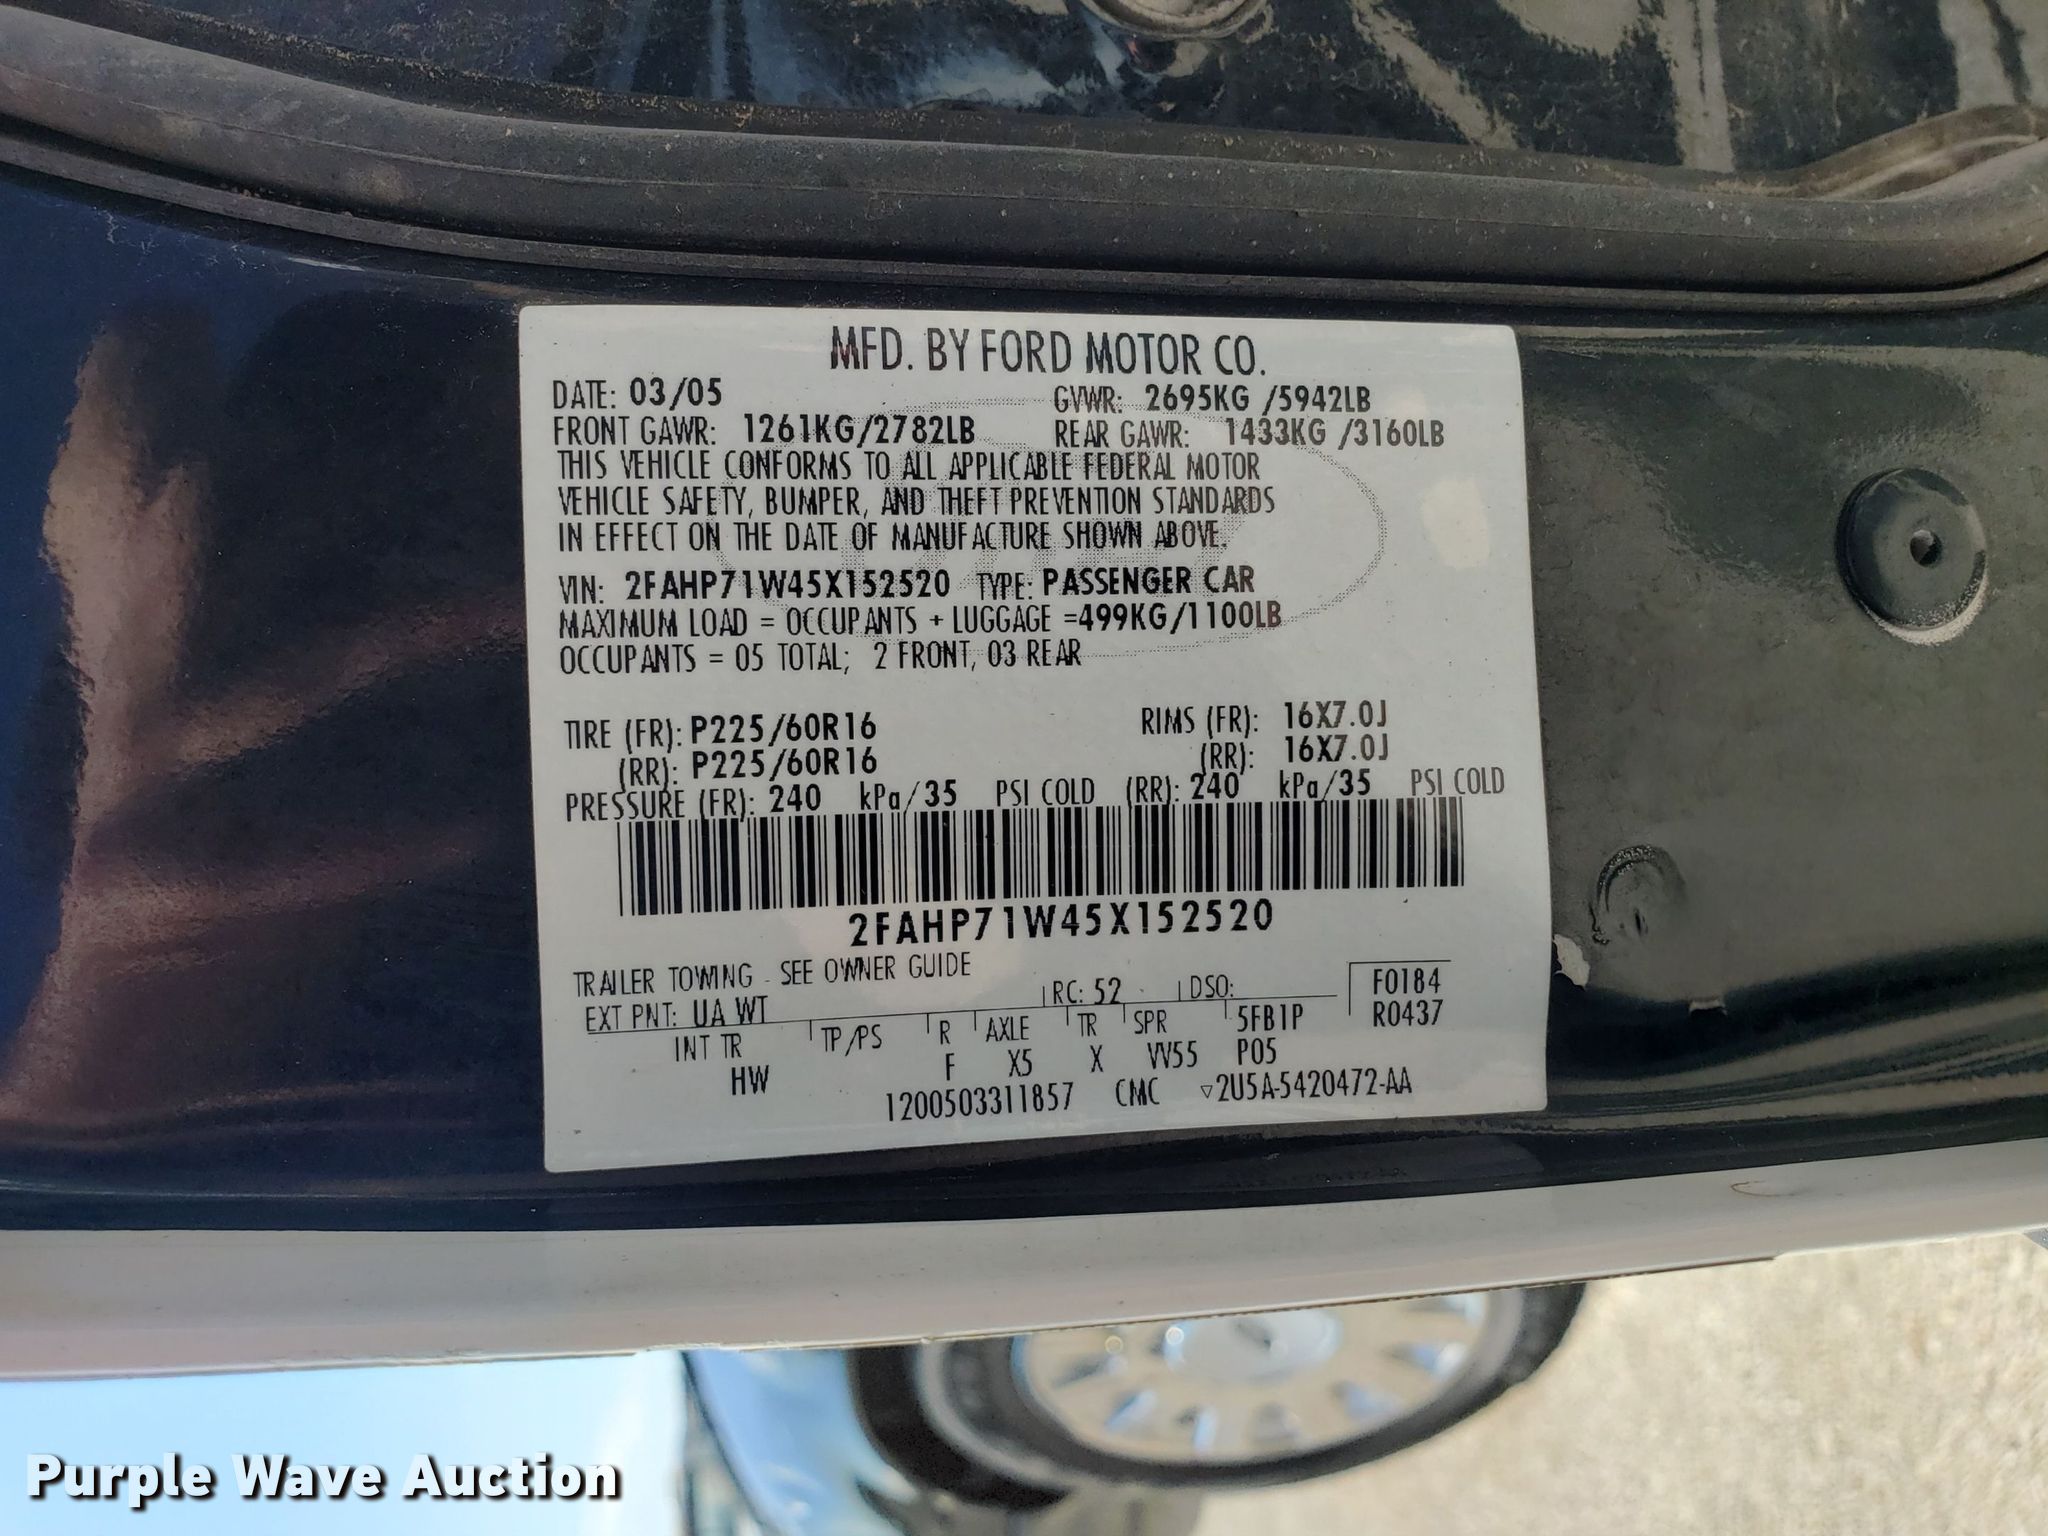 MFD. BY FORD MOTOR CO.
DATE: 03/05 GVWR: 2695KG /5942LB
FRONT GAWR: 1261KG/2782LB REAR GAWR: 1433KG /3160LB
THIS VEHICLE CONFORMS TO ALL APPLICABLE FEDERAL MOTOR
VEHICLE SAFETY, BUMPER, AND THEFT PREVENTION STANDARDS
IN EFFECT ON THE DATE OF MANUFACTURE SHOWN ABOVE.
VIN: 2FAHP71W45X152520 TYPE: PASSENGER CAR
MAXIMUM LOAD = OCCUPANTS + LUGGAGE =499KG/1100LB
OCCUPANTS = 05 TOTAL; 2 FRONT, 03 REAR
TIRE (FR): P225/60R16 RIMS (FR): 16X7.0J
(RR): P225/60R16 (RR): 16X7.0J
PRESSURE (FR): 240 kPa/35 PSI COLD (RR): 240 kPa/35 PSI COLD
2FAHP71W45X152520
TRAILER TOWING - SEE OWNER GUIDE
EXT PNT: UA WT RC: 52 DSO: F0184
INT TR TP/PS R AXLE TR SPR 5FB1P R0437
HW F X5 X VV55 P05
1200503311857 CMC ▽2U5A-5420472-AA
Purple Wave Auction